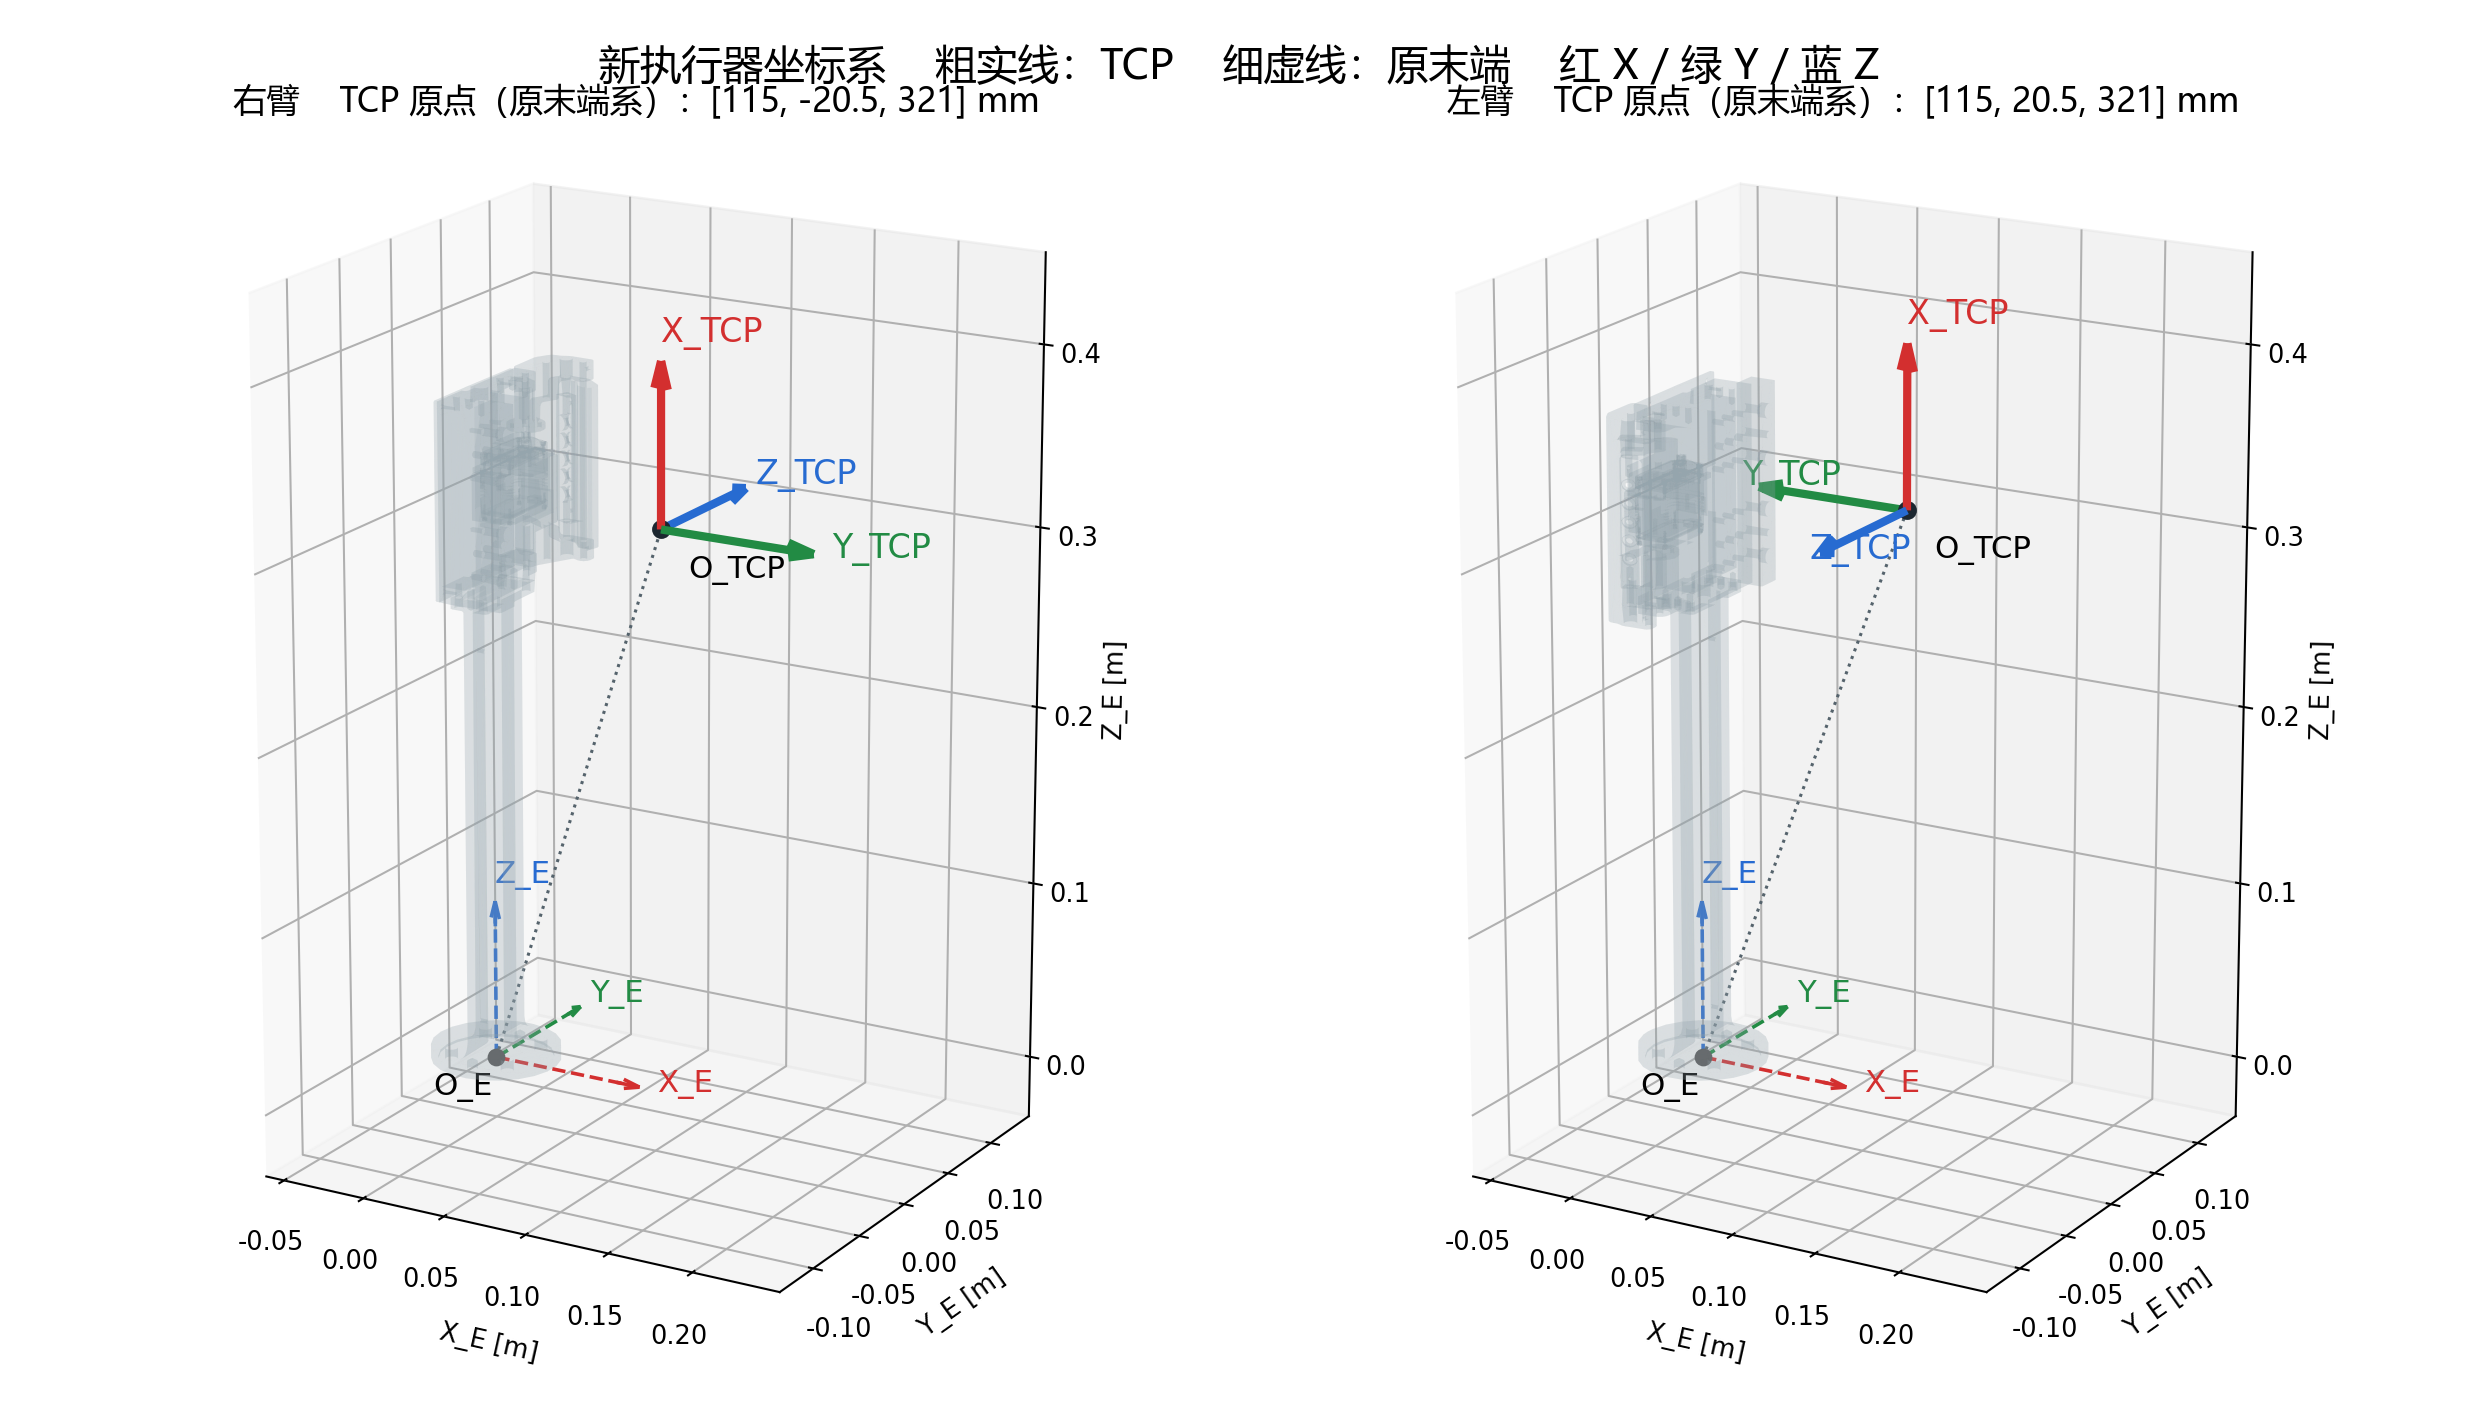 新执行器坐标系 粗实线：TCP 细虚线：原末端 红 X / 绿 Y / 蓝 Z
右臂 TCP 原点（原末端系）：[115, -20.5, 321] mm
X_TCP
Z_TCP
Y_TCP
O_TCP
Z_E
Y_E
X_E
O_E
0.4
0.3
0.2
0.1
0.0
Z_E [m]
-0.05
0.00
0.05
0.10
0.15
0.20
X_E [m]
0.10
0.05
0.00
-0.05
-0.10
Y_E [m]
左臂 TCP 原点（原末端系）：[115, 20.5, 321] mm
X_TCP
Y_TCP
Z_TCP
O_TCP
Z_E
Y_E
X_E
O_E
0.4
0.3
0.2
0.1
0.0
Z_E [m]
-0.05
0.00
0.05
0.10
0.15
0.20
X_E [m]
0.10
0.05
0.00
-0.05
-0.10
Y_E [m]